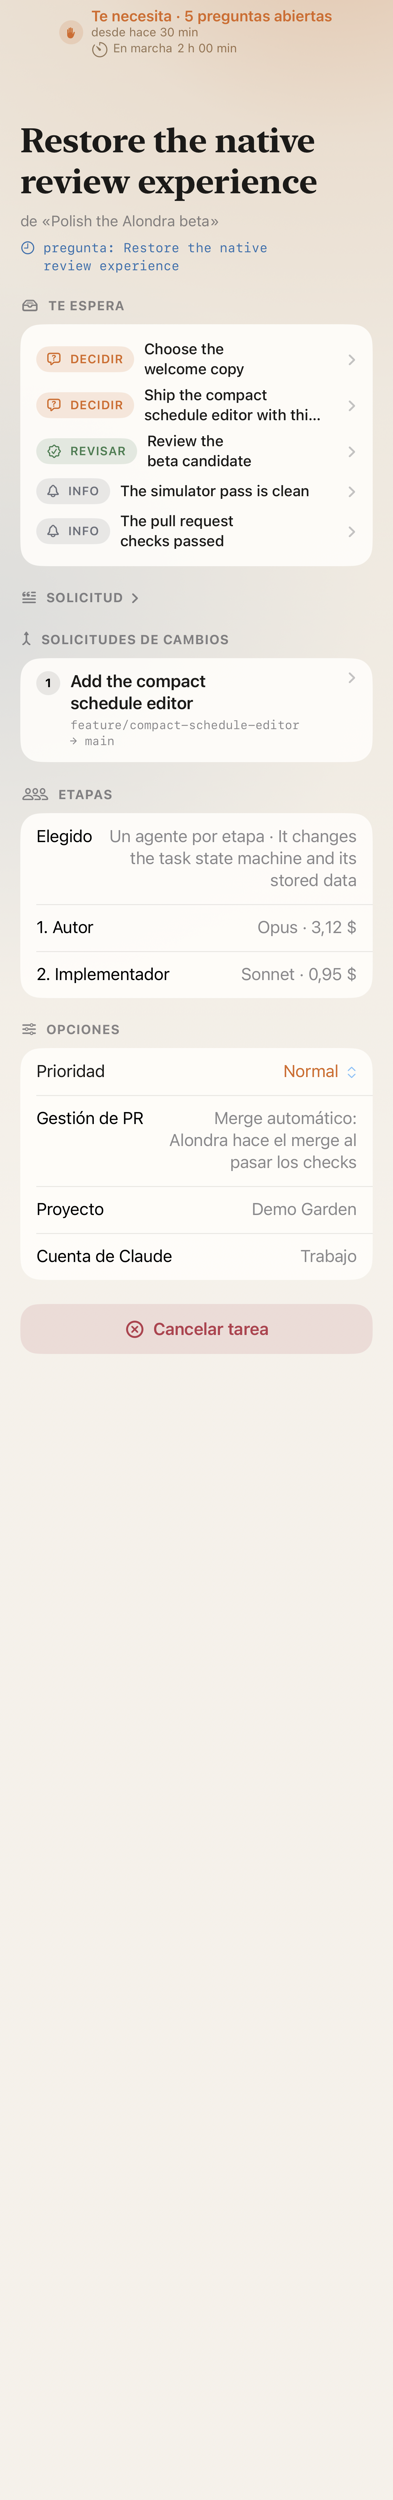 Te necesita · 5 preguntas abiertas
desde hace 30 min
En marcha 2 h 00 min
Restore the native
review experience
de «Polish the Alondra beta»
pregunta: Restore the native
review experience
TE ESPERA
DECIDIR
Choose the
welcome copy
DECIDIR
Ship the compact
schedule editor with thi...
REVISAR
Review the
beta candidate
INFO
The simulator pass is clean
INFO
The pull request
checks passed
SOLICITUD
SOLICITUDES DE CAMBIOS
1
Add the compact
schedule editor
feature/compact-schedule-editor
→ main
ETAPAS
Elegido
Un agente por etapa · It changes
the task state machine and its
stored data
1. Autor
Opus · 3,12 $
2. Implementador
Sonnet · 0,95 $
OPCIONES
Prioridad
Normal
Gestión de PR
Merge automático:
Alondra hace el merge al
pasar los checks
Proyecto
Demo Garden
Cuenta de Claude
Trabajo
Cancelar tarea